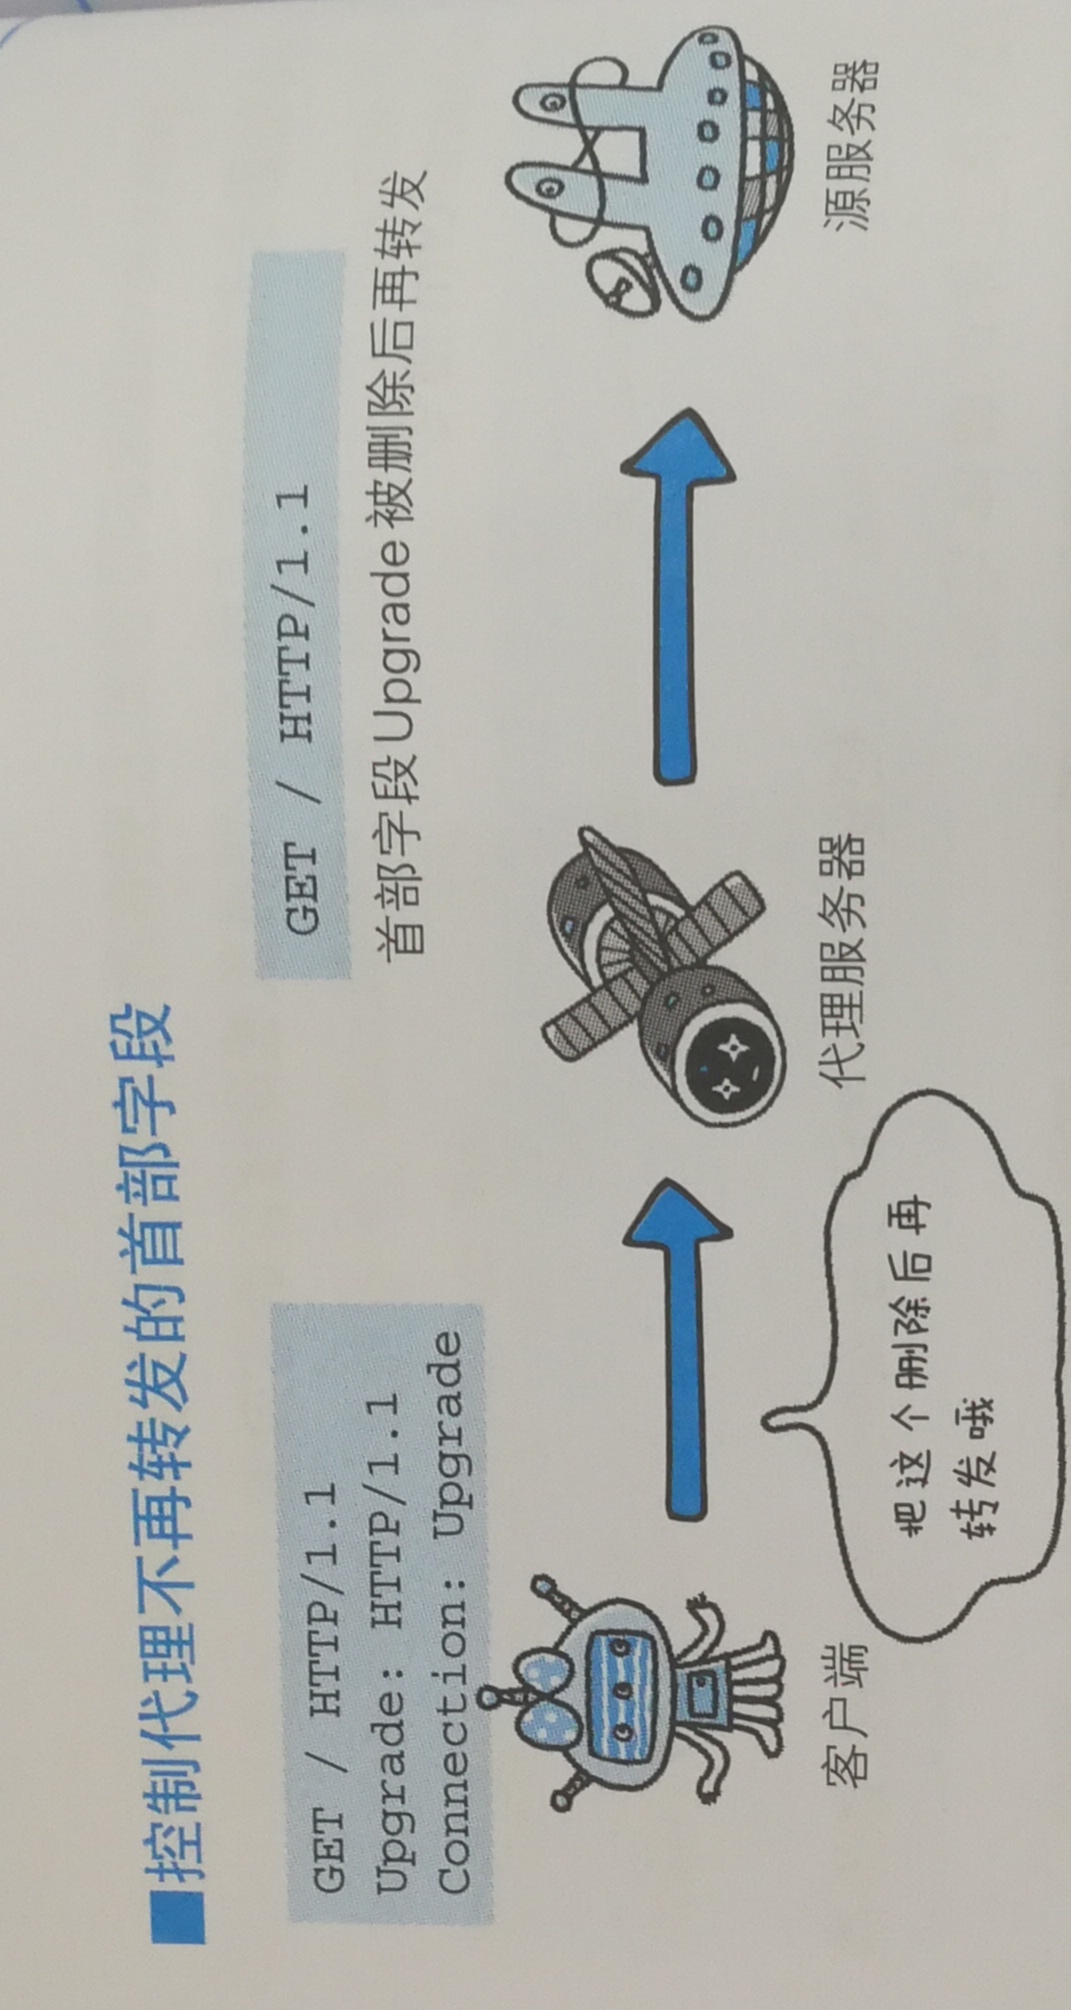 ■控制代理不再转发的首部字段
GET / HTTP/1.1
Upgrade: HTTP/1.1
Connection: Upgrade
GET / HTTP/1.1
首部字段Upgrade被删除后再转发
客户端
代理服务器
源服务器
把这个删除后再
转发哦